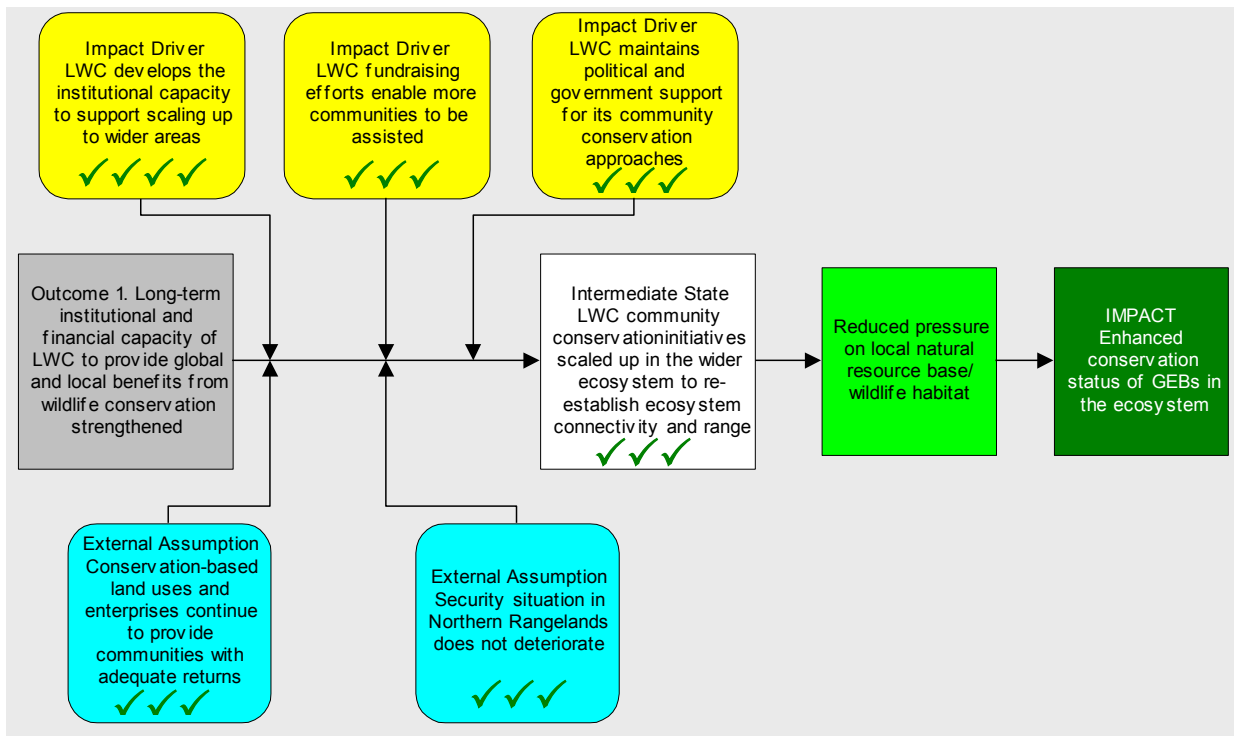 Impact Driver
LWC develops the
institutional capacity
to support scaling up
to wider areas
Impact Driver
LWC fundraising
efforts enable more
communities to be
assisted
Impact Driver
LWC maintains
political and
government support
for its community
conservation
approaches
Outcome 1. Long-term
institutional and
financial capacity of
LWC to provide global
and local benefits from
wildlife conservation
strengthened
Intermediate State
LWC community
conservationinitiatives
scaled up in the wider
ecosystem to re-
establish ecosystem
connectivity and range
Reduced pressure
on local natural
resource base/
wildlife habitat
IMPACT
Enhanced
conservation
status of GEBs in
the ecosystem
External Assumption
Conservation-based
land uses and
enterprises continue
to provide
communities with
adequate returns
External Assumption
Security situation in
Northern Rangelands
does not deteriorate